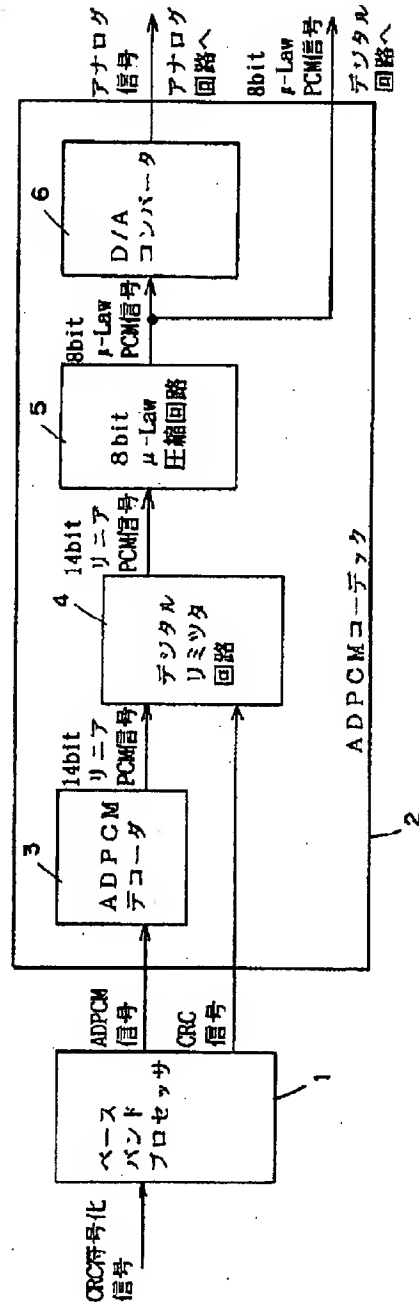 CRC符号化
信号
ベース
バンド
プロセッサ
1
ADPCM
信号
CRC
信号
3
ADPCM
デコーダ
14bit
リニア
PCM信号
4
デジタル
リミッタ
回路
14bit
リニア
PCM信号
5
8bit
μ-Law
圧縮回路
8bit
μ-Law
PCM信号
6
D/A
コンバータ
アナログ
信号
アナログ
回路へ
8bit
μ-Law
PCM信号
デジタル
回路へ
ADPCMコーデック
2